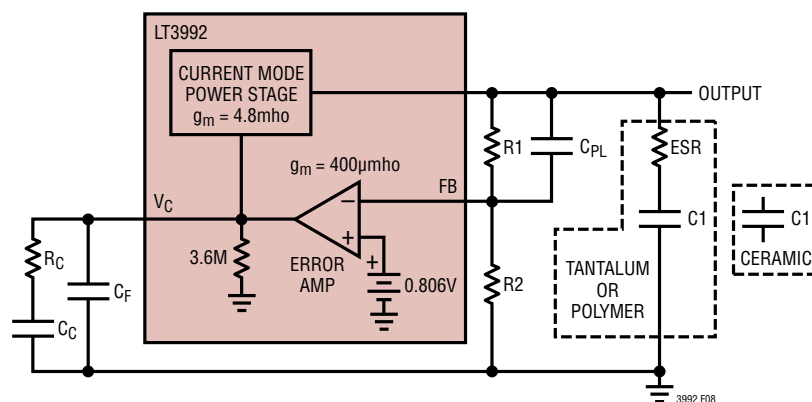 LT3992
CURRENT MODE
POWER STAGE
gm = 4.8mho
OUTPUT
gm = 400µmho
R1
CPL
ESR
FB
VC
C1
C1
CERAMIC
RC
3.6M
ERROR
AMP
0.806V
R2
TANTALUM
OR
POLYMER
CF
CC
3992 F08